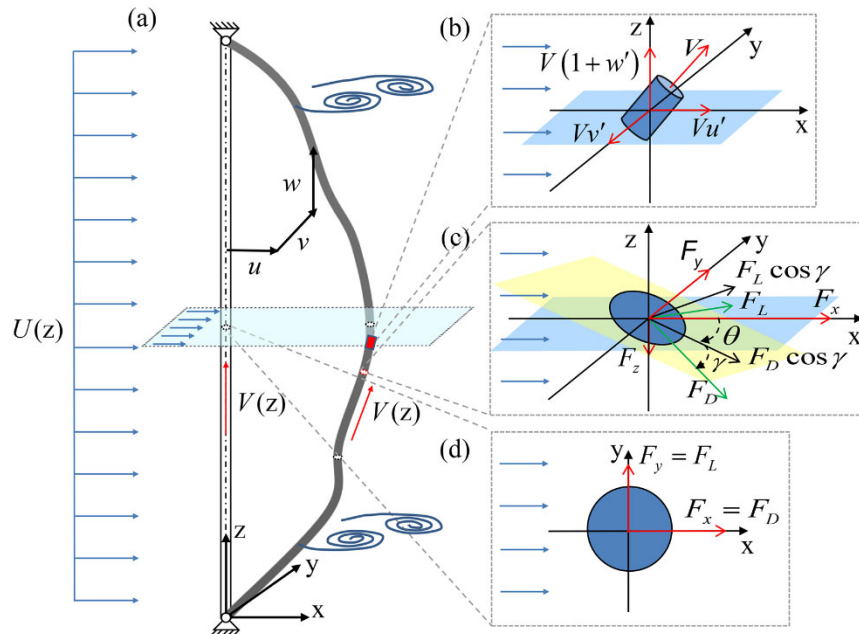 (a)
U(z)
w
v
u
V(z)
V(z)
z
y
x
(b)
z
V
y
V(1+w′)
Vv′
Vu′
x
(c)
z
F_y
y
F_L cos γ
F_L
F_x
θ
F_z
γ
F_D cos γ
F_D
x
(d)
y
F_y = F_L
F_x = F_D
x